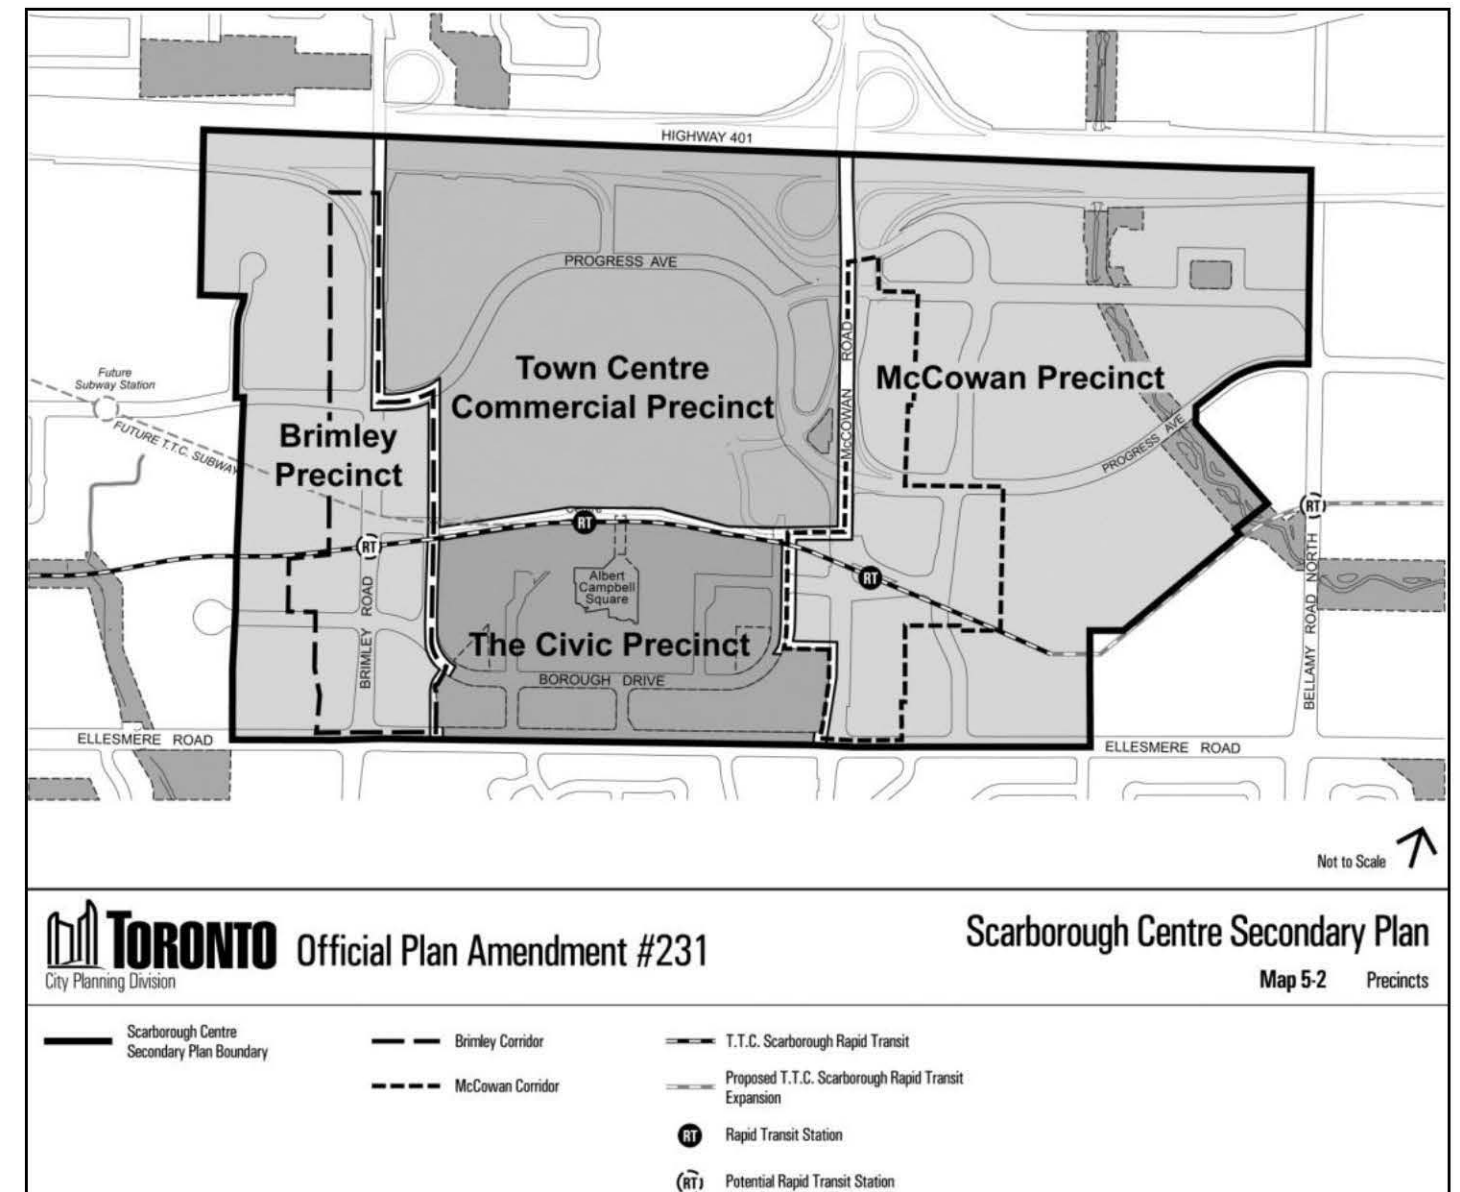 HIGHWAY 401
PROGRESS AVE
McCOWAN ROAD
Town Centre
Commercial Precinct
McCowan Precinct
Future
Subway Station
FUTURE T.T.C. SUBWAY
Brimley
Precinct
PROGRESS AVE
RT
RT
RT
RT
Albert
Campbell
Square
BRIMLEY ROAD
The Civic Precinct
BOROUGH DRIVE
BELLAMY ROAD NORTH
ELLESMERE ROAD
ELLESMERE ROAD
Not to Scale
TORONTO
City Planning Division
Official Plan Amendment #231
Scarborough Centre Secondary Plan
Map 5-2 Precincts
Scarborough Centre
Secondary Plan Boundary
Brimley Corridor
McCowan Corridor
T.T.C. Scarborough Rapid Transit
Proposed T.T.C. Scarborough Rapid Transit
Expansion
RT Rapid Transit Station
RT Potential Rapid Transit Station